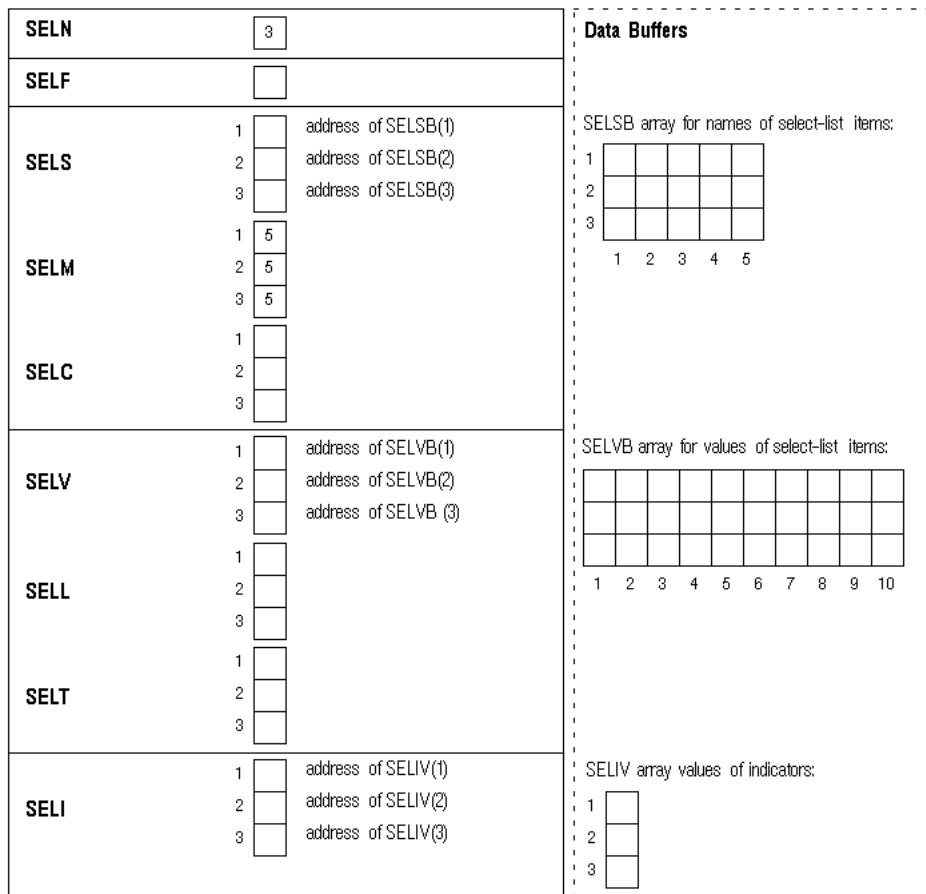 SELN 3
Data Buffers
SELF
SELS
1 address of SELSB(1)
2 address of SELSB(2)
3 address of SELSB(3)
SELSB array for names of select-list items:
1
2
3
1 2 3 4 5
SELM
1 5
2 5
3 5
SELC
1
2
3
SELV
1 address of SELVB(1)
2 address of SELVB(2)
3 address of SELVB (3)
SELVB array for values of select-list items:
1 2 3 4 5 6 7 8 9 10
SELL
1
2
3
SELT
1
2
3
SELI
1 address of SELIV(1)
2 address of SELIV(2)
3 address of SELIV(3)
SELIV array values of indicators:
1
2
3